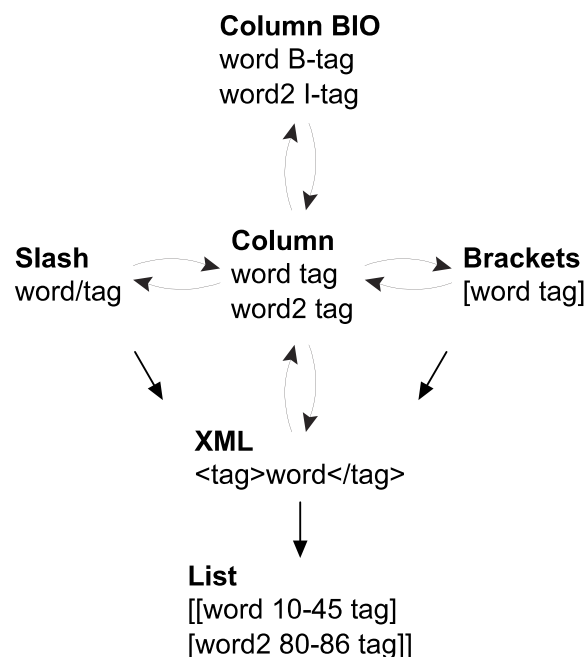 Column BIO
word B-tag
word2 I-tag
Slash
word/tag
Column
word tag
word2 tag
Brackets
[word tag]
XML
<tag>word</tag>
List
[[word 10-45 tag]
[word2 80-86 tag]]